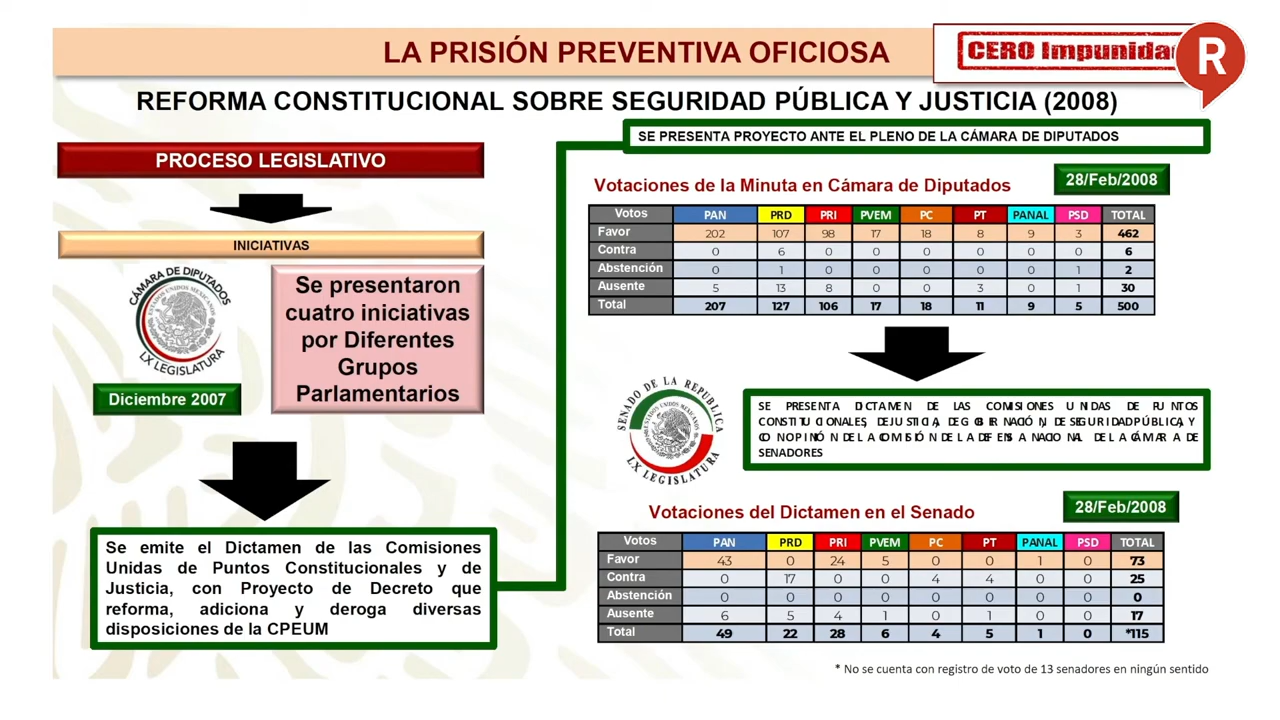 LA PRISIÓN PREVENTIVA OFICIOSA
CERO Impunida
R
REFORMA CONSTITUCIONAL SOBRE SEGURIDAD PÚBLICA Y JUSTICIA (2008)
PROCESO LEGISLATIVO
INICIATIVAS
CÁMARA DE DIPUTADOS
ESTADOS UNIDOS MEXICANOS
LX LEGISLATURA
Diciembre 2007
Se presentaron
cuatro iniciativas
por Diferentes
Grupos
Parlamentarios
Se emite el Dictamen de las Comisiones
Unidas de Puntos Constitucionales y de
Justicia, con Proyecto de Decreto que
reforma, adiciona y deroga diversas
disposiciones de la CPEUM
SE PRESENTA PROYECTO ANTE EL PLENO DE LA CÁMARA DE DIPUTADOS
Votaciones de la Minuta en Cámara de Diputados
28/Feb/2008
Votos PAN PRD PRI PVEM PC PT PANAL PSD TOTAL
Favor 202 107 98 17 18 8 9 3 462
Contra 0 6 0 0 0 0 0 0 6
Abstención 0 1 0 0 0 0 0 1 2
Ausente 5 13 8 0 0 3 0 1 30
Total 207 127 106 17 18 11 9 5 500
SENADO DE LA REPÚBLICA
ESTADOS UNIDOS MEXICANOS
LX LEGISLATURA
SE PRESENTA DICTAMEN DE LAS COMISIONES UNIDAS DE PUNTOS
CONSTITUCIONALES, DE JUSTICIA, DE GOBERNACIÓN, DE SEGURIDAD PÚBLICA, Y
CON OPINIÓN DE LA COMISIÓN DE LA DEFENSA NACIONAL DE LA CÁMARA DE
SENADORES
Votaciones del Dictamen en el Senado
28/Feb/2008
Votos PAN PRD PRI PVEM PC PT PANAL PSD TOTAL
Favor 43 0 24 5 0 0 1 0 73
Contra 0 17 0 0 4 4 0 0 25
Abstención 0 0 0 0 0 0 0 0 0
Ausente 6 5 4 1 0 1 0 0 17
Total 49 22 28 6 4 5 1 0 *115
* No se cuenta con registro de voto de 13 senadores en ningún sentido